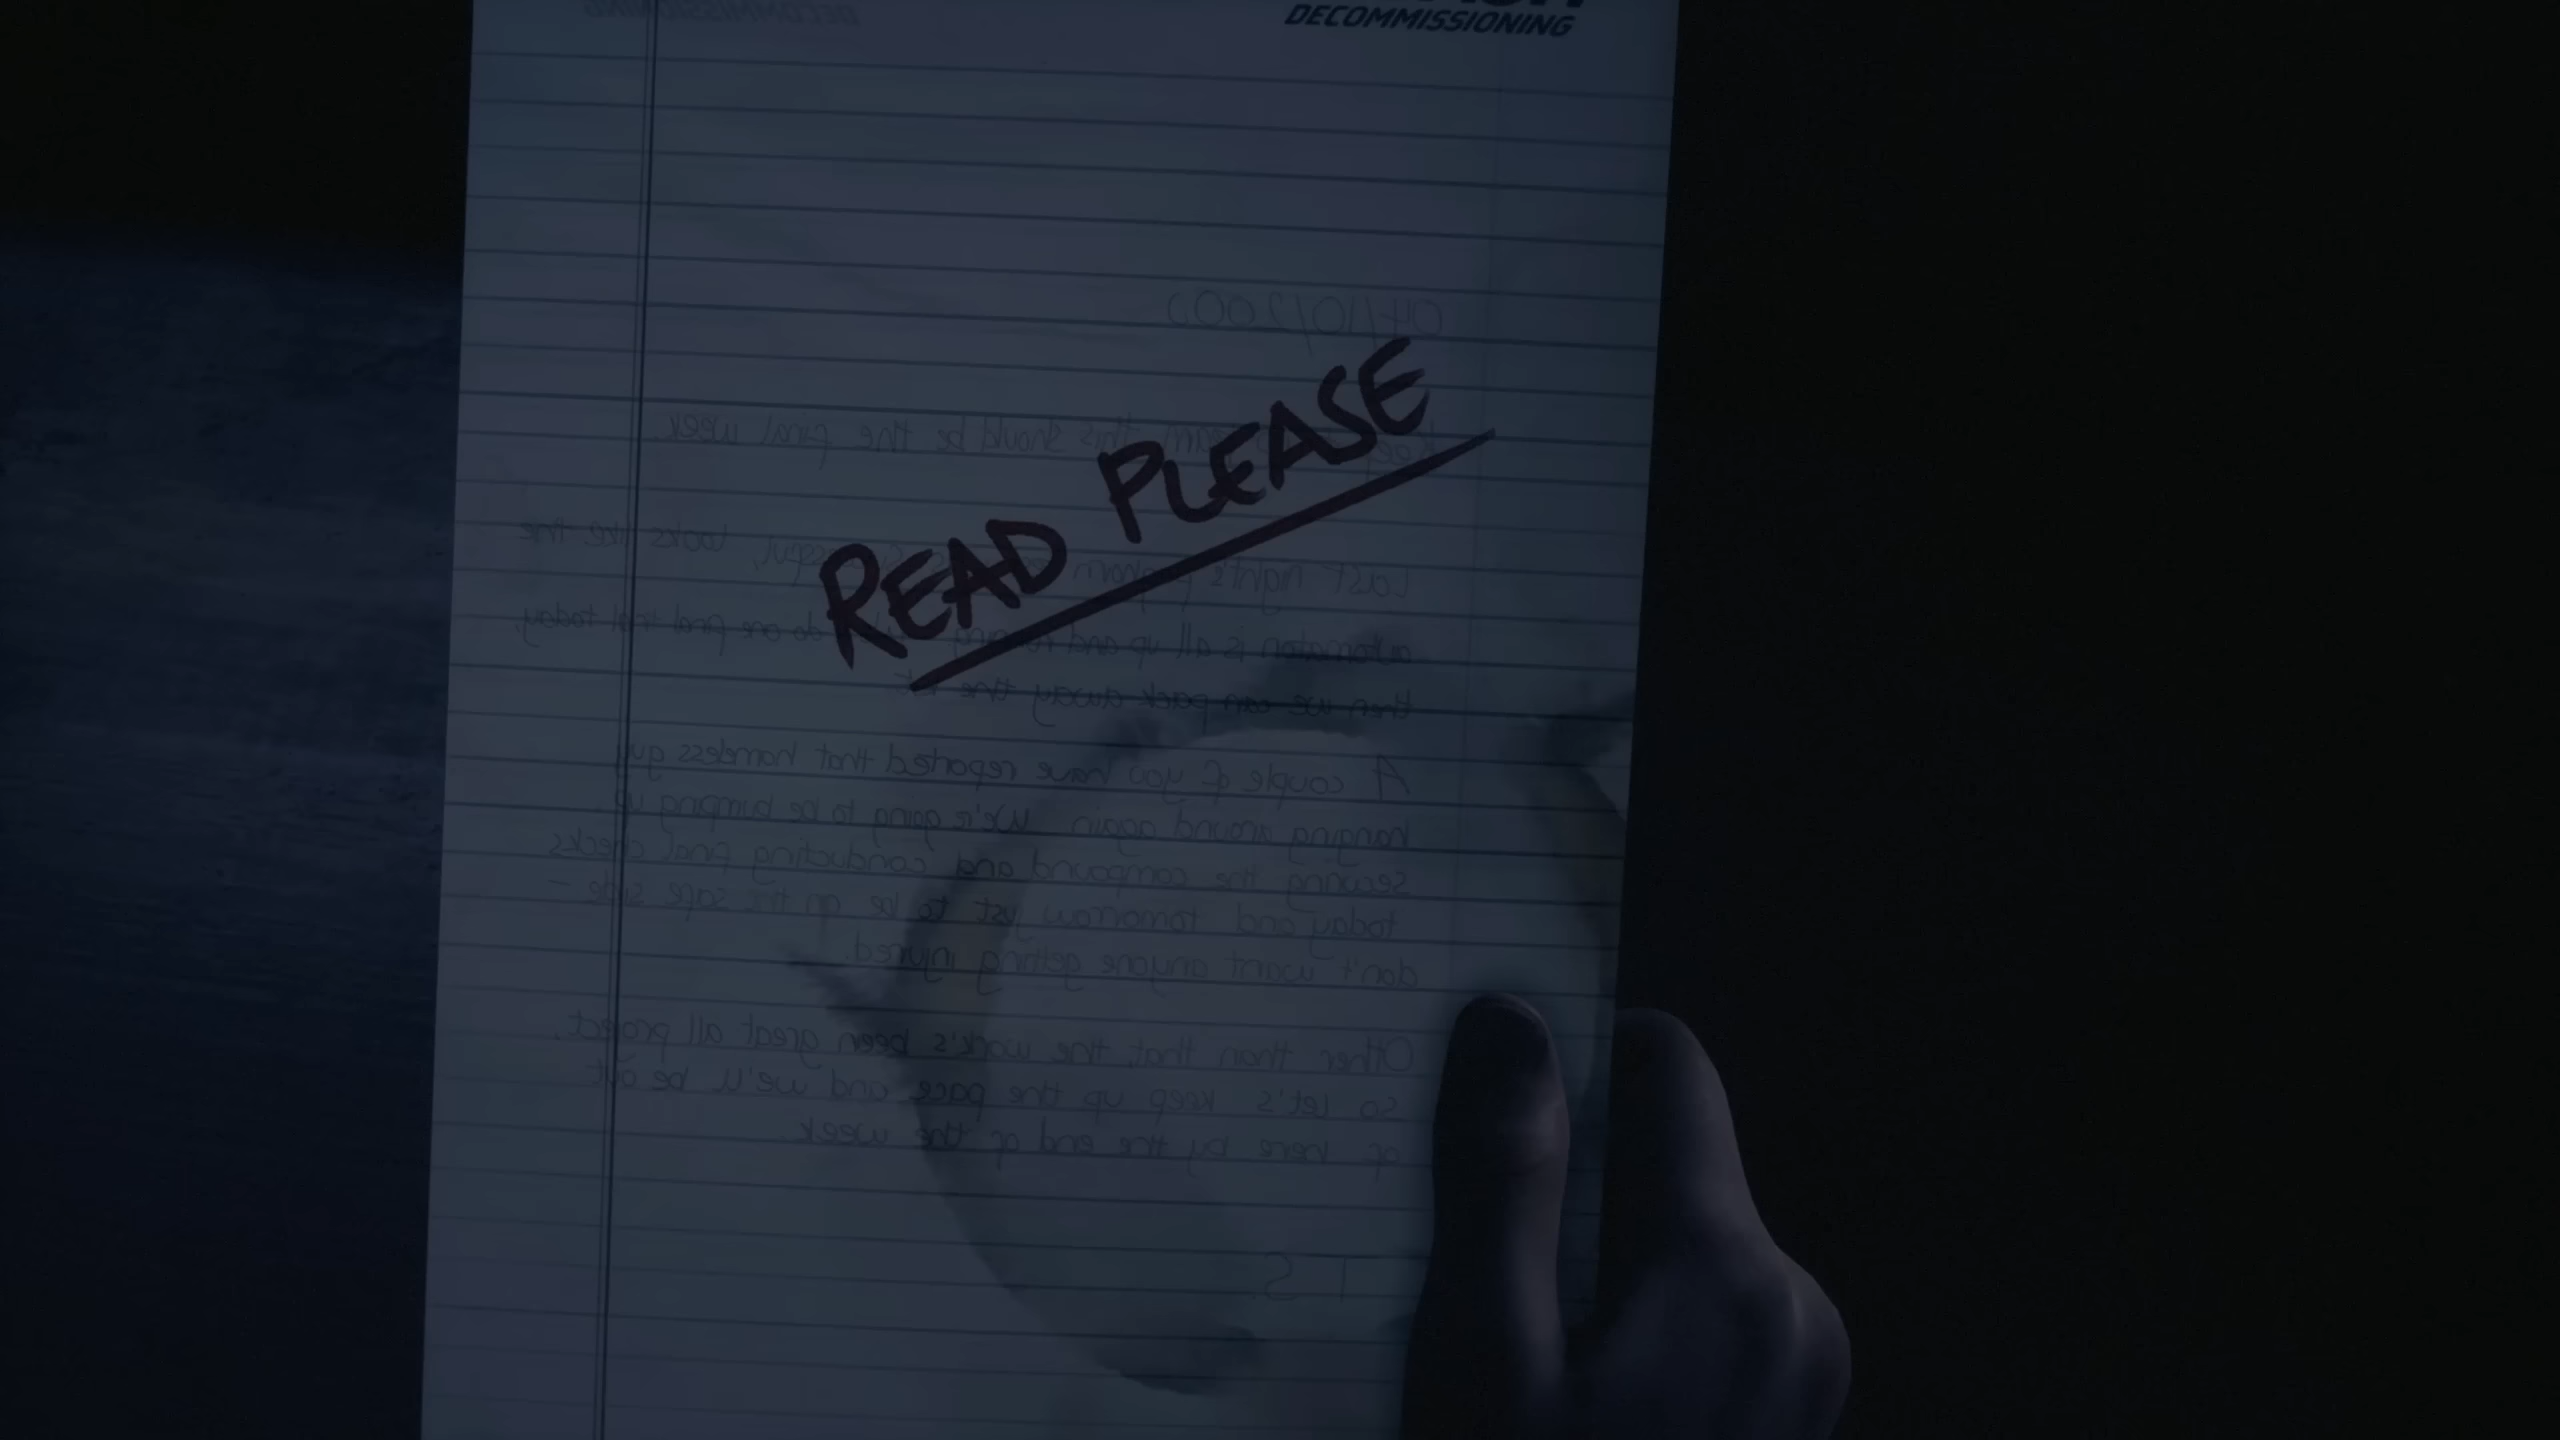 DECOMMISSIONING
04/10/200
READ PLEASE
this should be the final week
Last night's looks like the
automaton is all up and running do one final trial today,
then we can pack away the
A couple of you have reported that homeless guy
hanging around again We're going to be bumping up
securing the compound and conducting final checks
today and tomorrow just to be on the safe side –
don't want anyone getting injured.
Other than that, the work's been great all project.
so let's keep up the pace and we'll be out
of here by the end of the week.
T S